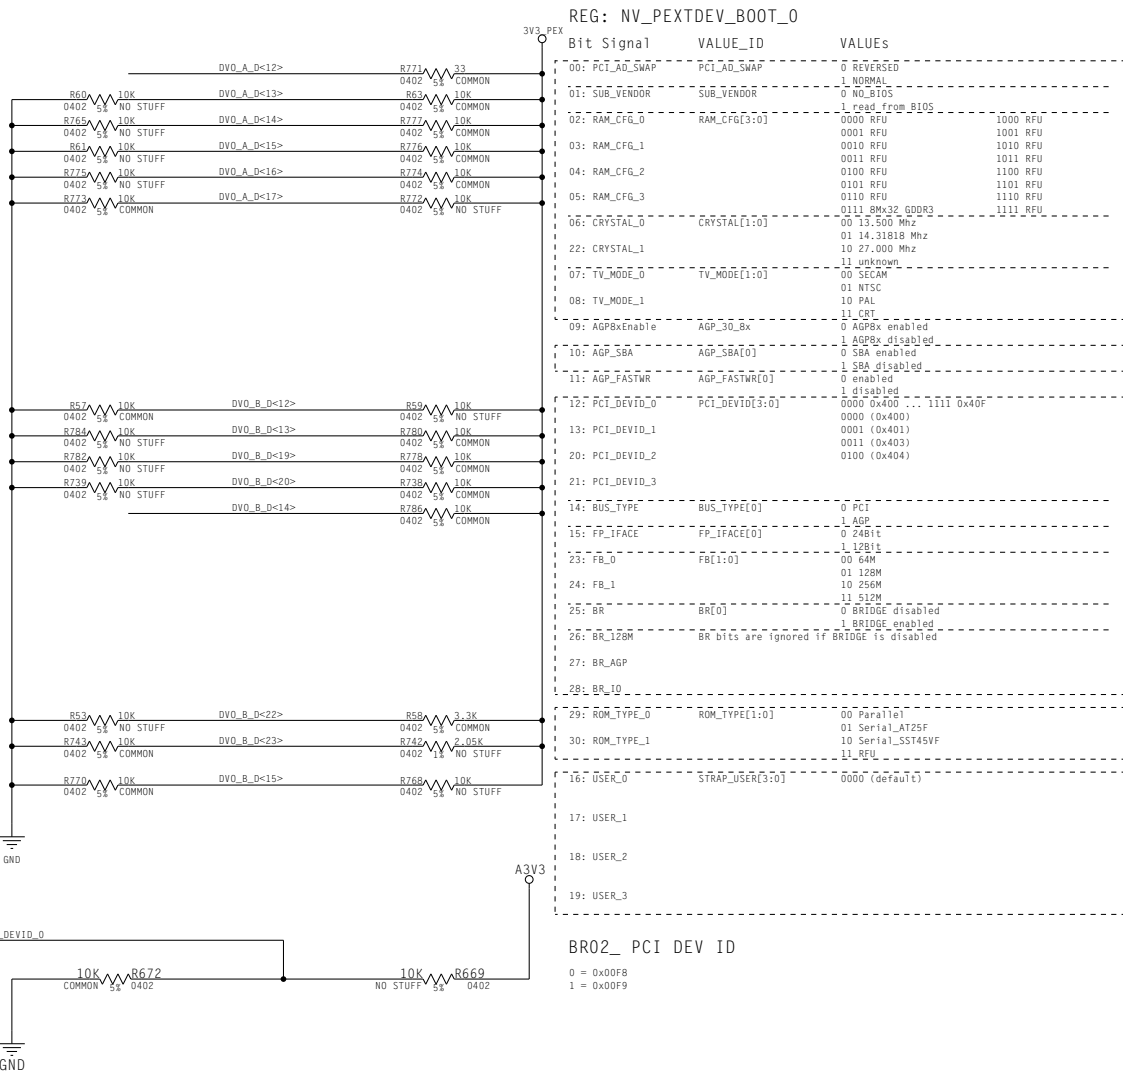 REG: NV_PEXTDEV_BOOT_0
3V3_PEX
Bit Signal VALUE_ID VALUEs
DVO_A_D<12> R771 33 0402 5% COMMON
R60 10K 0402 5% NO STUFF DVO_A_D<13> R63 10K 0402 5% COMMON
R765 10K 0402 5% NO STUFF DVO_A_D<14> R777 10K 0402 5% COMMON
R61 10K 0402 5% NO STUFF DVO_A_D<15> R776 10K 0402 5% COMMON
R775 10K 0402 5% NO STUFF DVO_A_D<16> R774 10K 0402 5% COMMON
R773 10K 0402 5% COMMON DVO_A_D<17> R772 10K 0402 5% NO STUFF
R57 10K 0402 5% COMMON DVO_B_D<12> R59 10K 0402 5% NO STUFF
R784 10K 0402 5% NO STUFF DVO_B_D<13> R780 10K 0402 5% COMMON
R782 10K 0402 5% NO STUFF DVO_B_D<19> R778 10K 0402 5% COMMON
R739 10K 0402 5% NO STUFF DVO_B_D<20> R738 10K 0402 5% COMMON
DVO_B_D<14> R786 10K 0402 5% COMMON
R53 10K 0402 5% NO STUFF DVO_B_D<22> R58 3.3K 0402 5% COMMON
R743 10K 0402 5% COMMON DVO_B_D<23> R742 2.05K 0402 1% NO STUFF
R770 10K 0402 5% COMMON DVO_B_D<15> R768 10K 0402 5% NO STUFF
GND
00: PCI_AD_SWAP PCI_AD_SWAP 0 REVERSED
1 NORMAL
01: SUB_VENDOR SUB_VENDOR 0 NO_BIOS
1 read from BIOS
02: RAM_CFG_0 RAM_CFG[3:0] 0000 RFU 1000 RFU
0001 RFU 1001 RFU
03: RAM_CFG_1 0010 RFU 1010 RFU
0011 RFU 1011 RFU
04: RAM_CFG_2 0100 RFU 1100 RFU
0101 RFU 1101 RFU
05: RAM_CFG_3 0110 RFU 1110 RFU
0111 8Mx32 GDDR3 1111 RFU
06: CRYSTAL_0 CRYSTAL[1:0] 00 13.500 Mhz
01 14.31818 Mhz
22: CRYSTAL_1 10 27.000 Mhz
11 unknown
07: TV_MODE_0 TV_MODE[1:0] 00 SECAM
01 NTSC
08: TV_MODE_1 10 PAL
11 CRT
09: AGP8xEnable AGP_30_8x 0 AGP8x enabled
1 AGP8x disabled
10: AGP_SBA AGP_SBA[0] 0 SBA enabled
1 SBA disabled
11: AGP_FASTWR AGP_FASTWR[0] 0 enabled
1 disabled
12: PCI_DEVID_0 PCI_DEVID[3:0] 0000 0x400 ... 1111 0x40F
0000 (0x400)
13: PCI_DEVID_1 0001 (0x401)
0011 (0x403)
20: PCI_DEVID_2 0100 (0x404)
21: PCI_DEVID_3
14: BUS_TYPE BUS_TYPE[0] 0 PCI
1 AGP
15: FP_IFACE FP_IFACE[0] 0 24Bit
1 12Bit
23: FB_0 FB[1:0] 00 64M
01 128M
24: FB_1 10 256M
11 512M
25: BR BR[0] 0 BRIDGE disabled
1 BRIDGE enabled
26: BR_128M BR bits are ignored if BRIDGE is disabled
27: BR_AGP
28: BR_IO
29: ROM_TYPE_0 ROM_TYPE[1:0] 00 Parallel
01 Serial_AT25F
30: ROM_TYPE_1 10 Serial_SST45VF
11 RFU
16: USER_0 STRAP_USER[3:0] 0000 (default)
17: USER_1
18: USER_2
19: USER_3
A3V3
_DEVID_0
10K R672 COMMON 5% 0402
10K R669 NO STUFF 5% 0402
GND
BR02_ PCI DEV ID
0 = 0x00F8
1 = 0x00F9